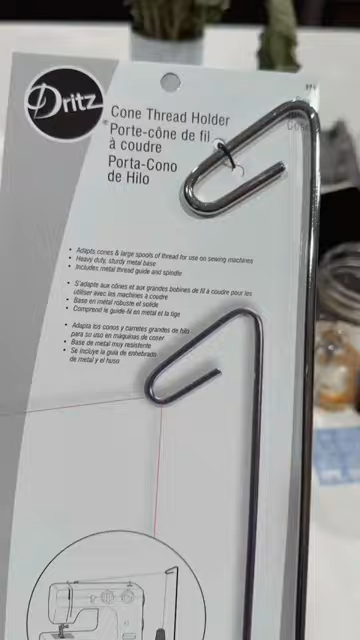 Dritz
®
Cone Thread Holder
Porte-cône de fil
à coudre
Porta-Cono
de Hilo
• Adapts cones & large spools of thread for use on sewing machines
• Heavy duty, sturdy metal base
• Includes metal thread guide and spindle
• S'adapte aux cônes et aux grandes bobines de fil à coudre pour les
utiliser avec les machines à coudre
• Base en métal robuste et solide
• Comprend le guide-fil en métal et la tige
• Adapta los conos y carretes grandes de hilo
para su uso en máquinas de coser
• Base de metal muy resistente
• Se incluye la guía de enhebrado
de metal y el huso